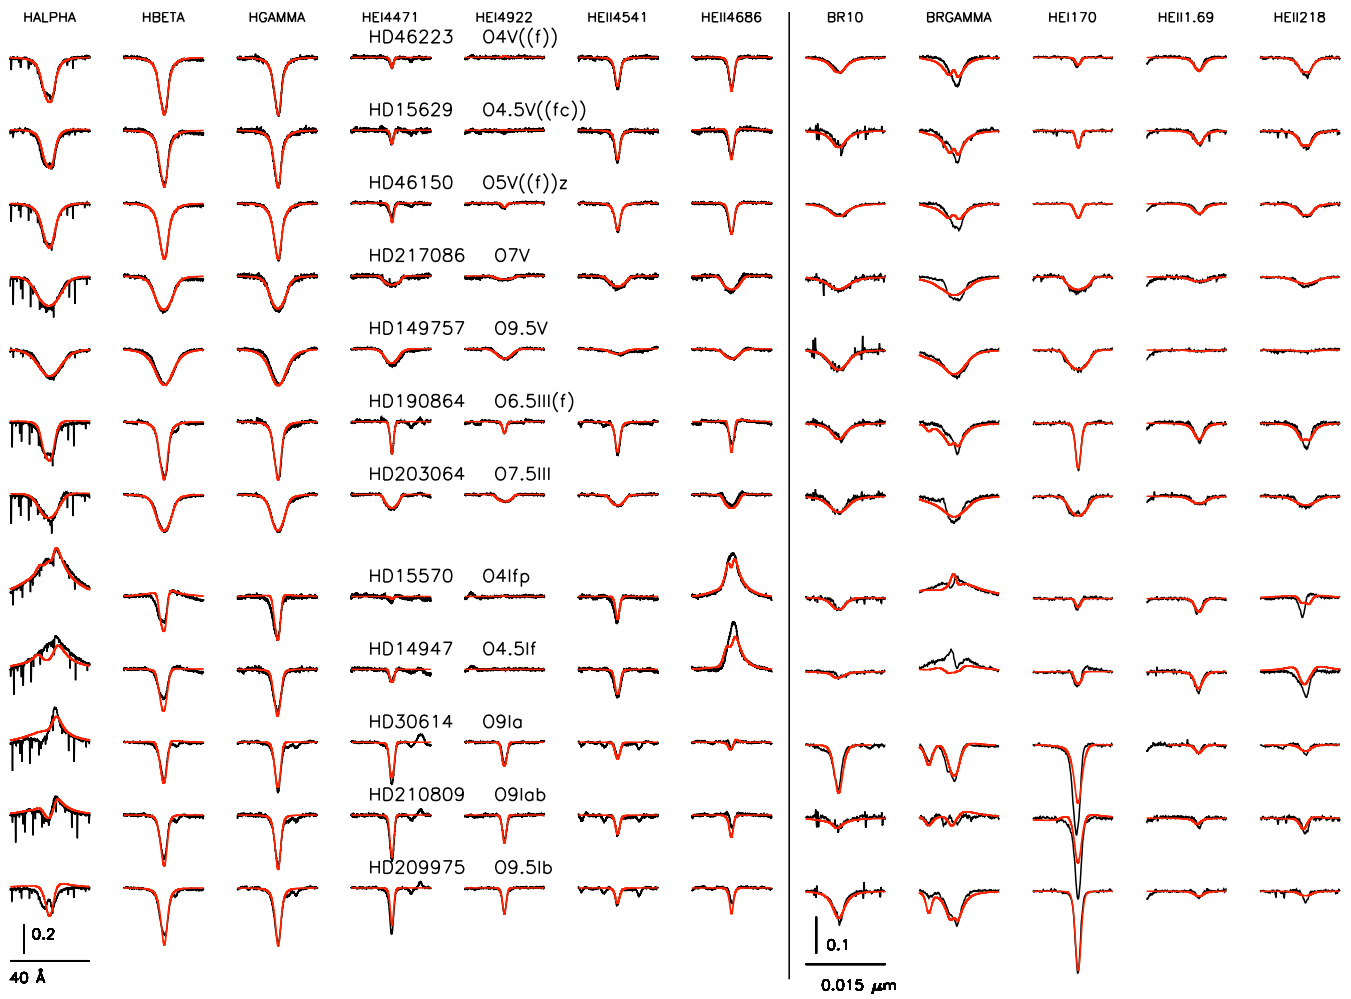 HALPHA HBETA HGAMMA HEI4471 HEI4922 HEII4541 HEII4686 BR10 BRGAMMA HEI170 HEII1.69 HEII218
HD46223 O4V((f))
HD15629 O4.5V((fc))
HD46150 O5V((f))z
HD217086 O7V
HD149757 O9.5V
HD190864 O6.5III(f)
HD203064 O7.5III
HD15570 O4Ifp
HD14947 O4.5If
HD30614 O9Ia
HD210809 O9Iab
HD209975 O9.5Ib
0.2 0.1
40 Å 0.015 μm